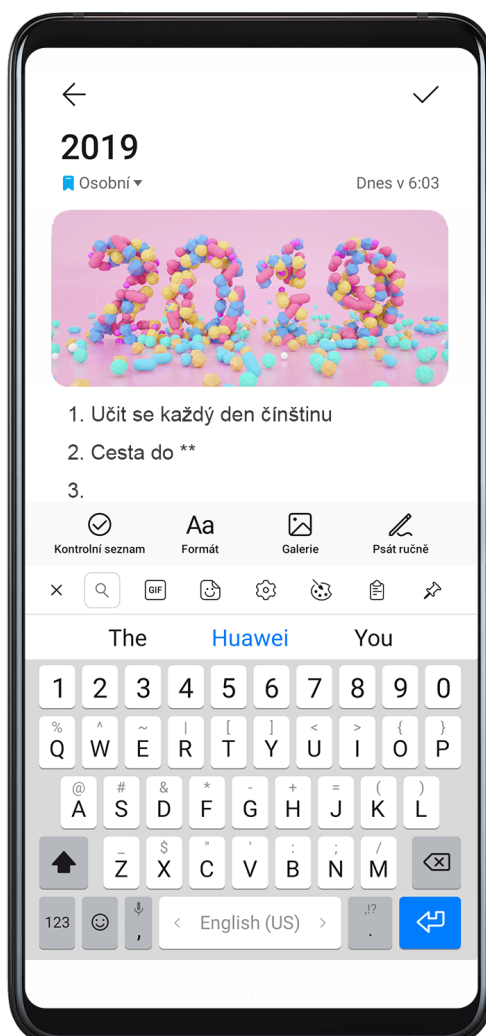 2019
Osobní
Dnes v 6:03
2019
1. Učit se každý den čínštinu
2. Cesta do **
3.
Kontrolní seznam
Aa
Formát
Galerie
Psát ručně
GIF
The Huawei You
1 2 3 4 5 6 7 8 9 0
% ^ ~ | [ ] < > { }
Q W E R T Y U I O P
@ # & * - + = ( )
A S D F G H J K L
_ $ " ' : ; /
Z X C V B N M
123 , < English (US) > ,!? .